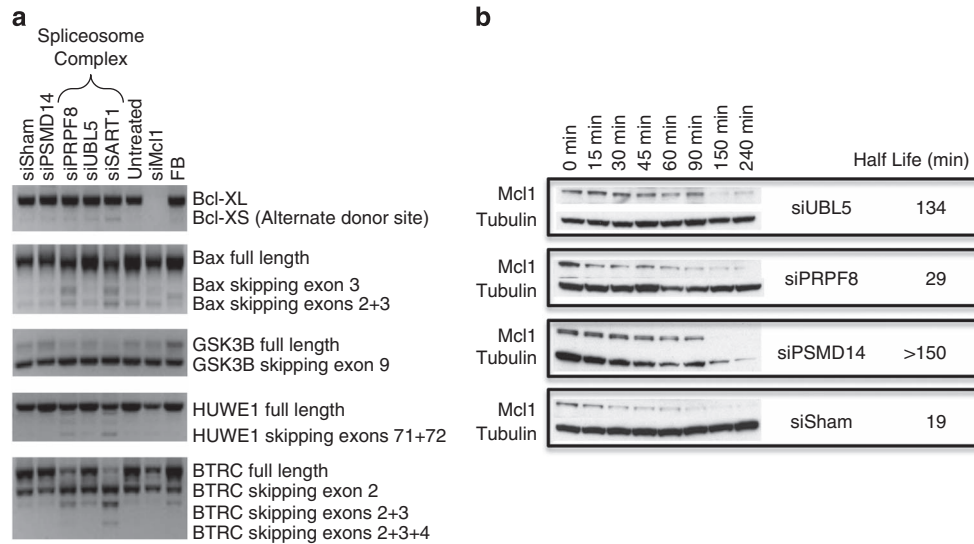 a
Spliceosome
Complex
siSham
siPSMD14
siPRPF8
siUBL5
siSART1
Untreated
siMcl1
FB
Bcl-XL
Bcl-XS (Alternate donor site)
Bax full length
Bax skipping exon 3
Bax skipping exons 2+3
GSK3B full length
GSK3B skipping exon 9
HUWE1 full length
HUWE1 skipping exons 71+72
BTRC full length
BTRC skipping exon 2
BTRC skipping exons 2+3
BTRC skipping exons 2+3+4
b
0 min
15 min
30 min
45 min
60 min
90 min
150 min
240 min
Half Life (min)
Mcl1
Tubulin
siUBL5 134
Mcl1
Tubulin
siPRPF8 29
Mcl1
Tubulin
siPSMD14 >150
Mcl1
Tubulin
siSham 19